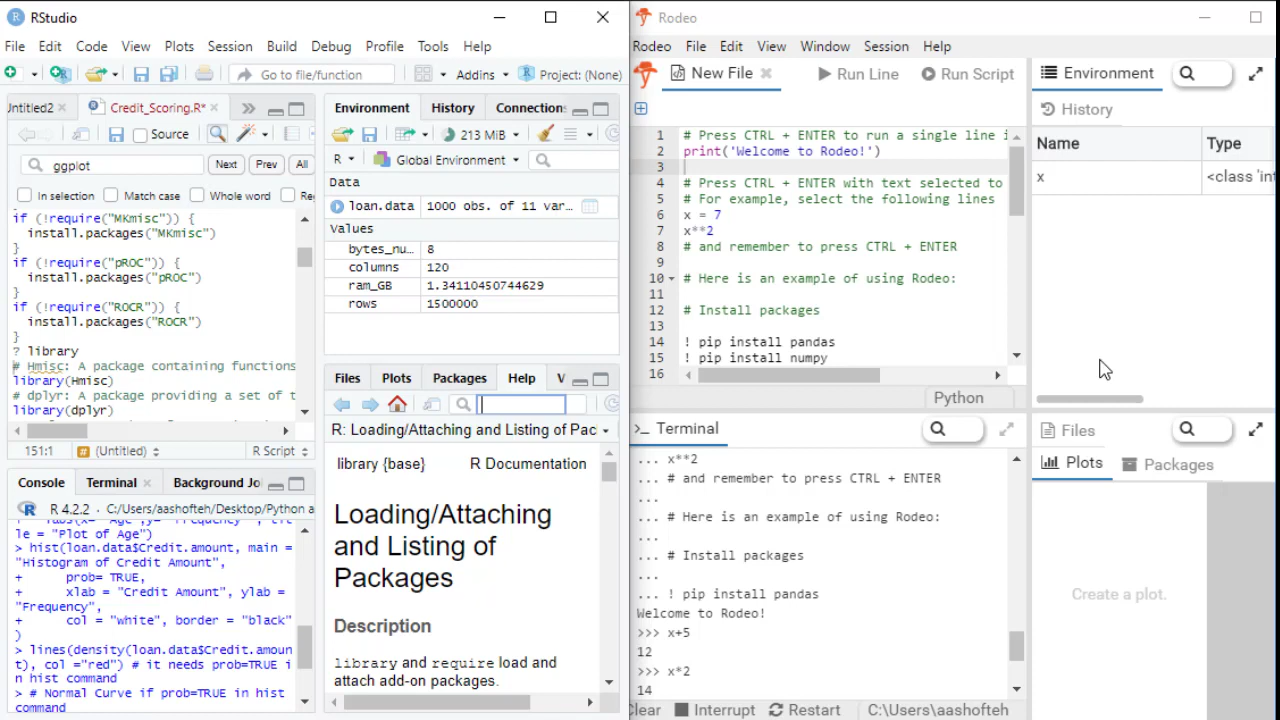 RStudio
File Edit Code View Plots Session Build Debug Profile Tools Help
Go to file/function Addins Project: (None)
Untitled2 Credit_Scoring.R*
Source
ggplot Next Prev All
In selection Match case Whole word Re
if (!require("MKmisc")) {
install.packages("MKmisc")
}
if (!require("pROC")) {
install.packages("pROC")
}
if (!require("ROCR")) {
install.packages("ROCR")
}
? library
# Hmisc: A package containing functions
library(Hmisc)
# dplyr: A package providing a set of t
library(dplyr)
151:1 # (Untitled) R Script
Console Terminal Background Jo
R 4.2.2 · C:/Users/aashofteh/Desktop/Python a
le = "Plot of Age")
> hist(loan.data$Credit.amount, main =
"Histogram of Credit Amount",
+ prob= TRUE,
+ xlab = "Credit Amount", ylab =
"Frequency",
+ col = "white", border = "black"
)
> lines(density(loan.data$Credit.amoun
t), col ="red") # it needs prob=TRUE i
n hist command
> # Normal Curve if prob=TRUE in hist
command
Environment History Connection
213 MiB
R Global Environment
Data
loan.data 1000 obs. of 11 var…
Values
bytes_nu… 8
columns 120
ram_GB 1.34110450744629
rows 1500000
Files Plots Packages Help V
R: Loading/Attaching and Listing of Pac
library {base} R Documentation
Loading/Attaching
and Listing of
Packages
Description
library and require load and
attach add-on packages.
Rodeo
Rodeo File Edit View Window Session Help
New File Run Line Run Script
1 # Press CTRL + ENTER to run a single line i
2 print('Welcome to Rodeo!')
3
4 # Press CTRL + ENTER with text selected to
5 # For example, select the following lines
6 x = 7
7 x**2
8 # and remember to press CTRL + ENTER
9
10 # Here is an example of using Rodeo:
11
12 # Install packages
13
14 ! pip install pandas
15 ! pip install numpy
16
Python
Terminal
... x**2
... # and remember to press CTRL + ENTER
...
... # Here is an example of using Rodeo:
...
... # Install packages
...
... ! pip install pandas
Welcome to Rodeo!
>>> x+5
12
>>> x*2
14
Clear Interrupt Restart C:\Users\aashofteh
Environment
History
Name Type
x <class 'int
Files
Plots Packages
Create a plot.